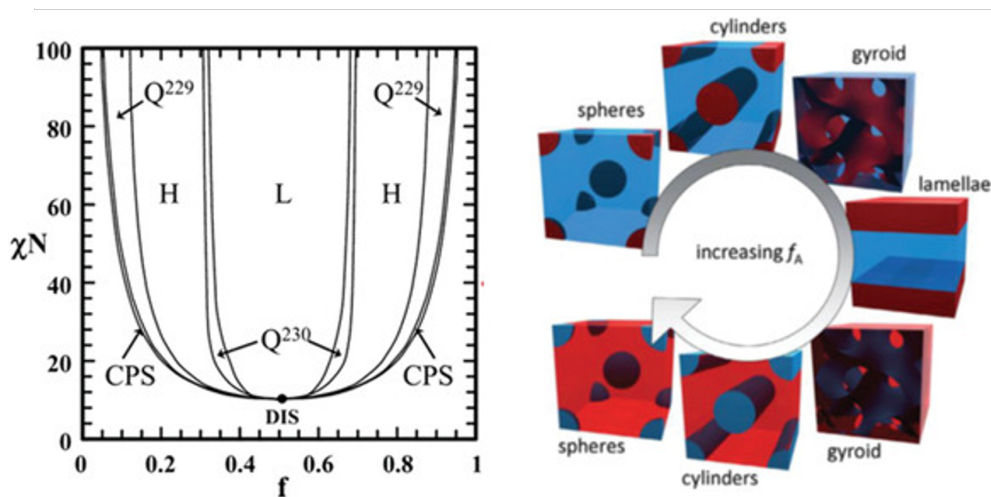 100
80
60
40
20
0
χN
0
0.2
0.4
0.6
0.8
1
f
Q229
Q229
H
L
H
Q230
CPS
CPS
DIS
cylinders
gyroid
spheres
lamellae
increasing fA
spheres
cylinders
gyroid